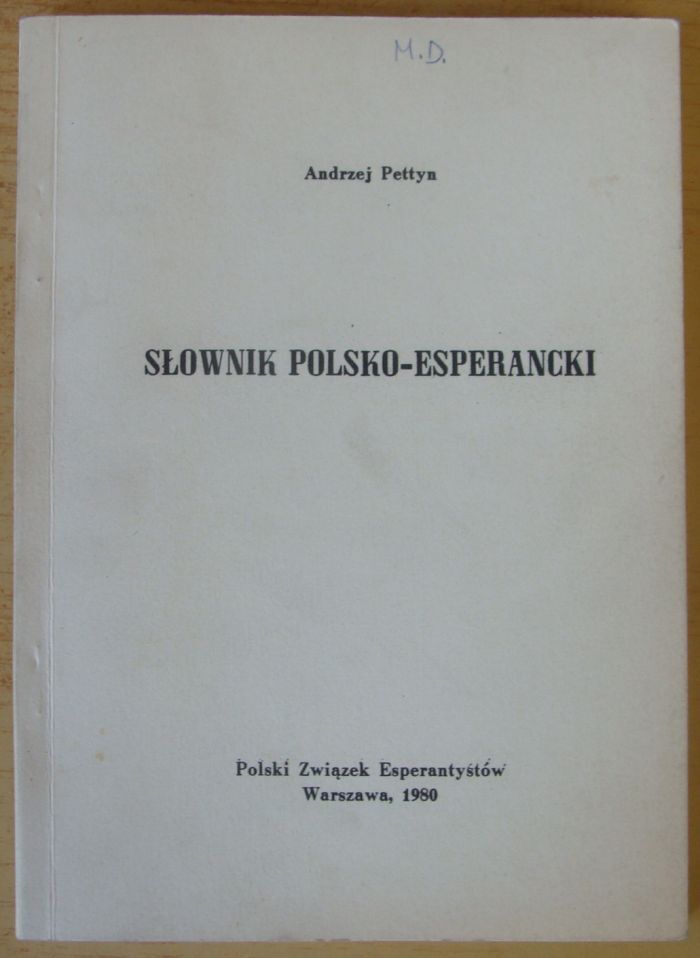 M.D.
Andrzej Pettyn
SŁOWNIK POLSKO-ESPERANCKI
Polski Związek Esperantystów
Warszawa, 1980